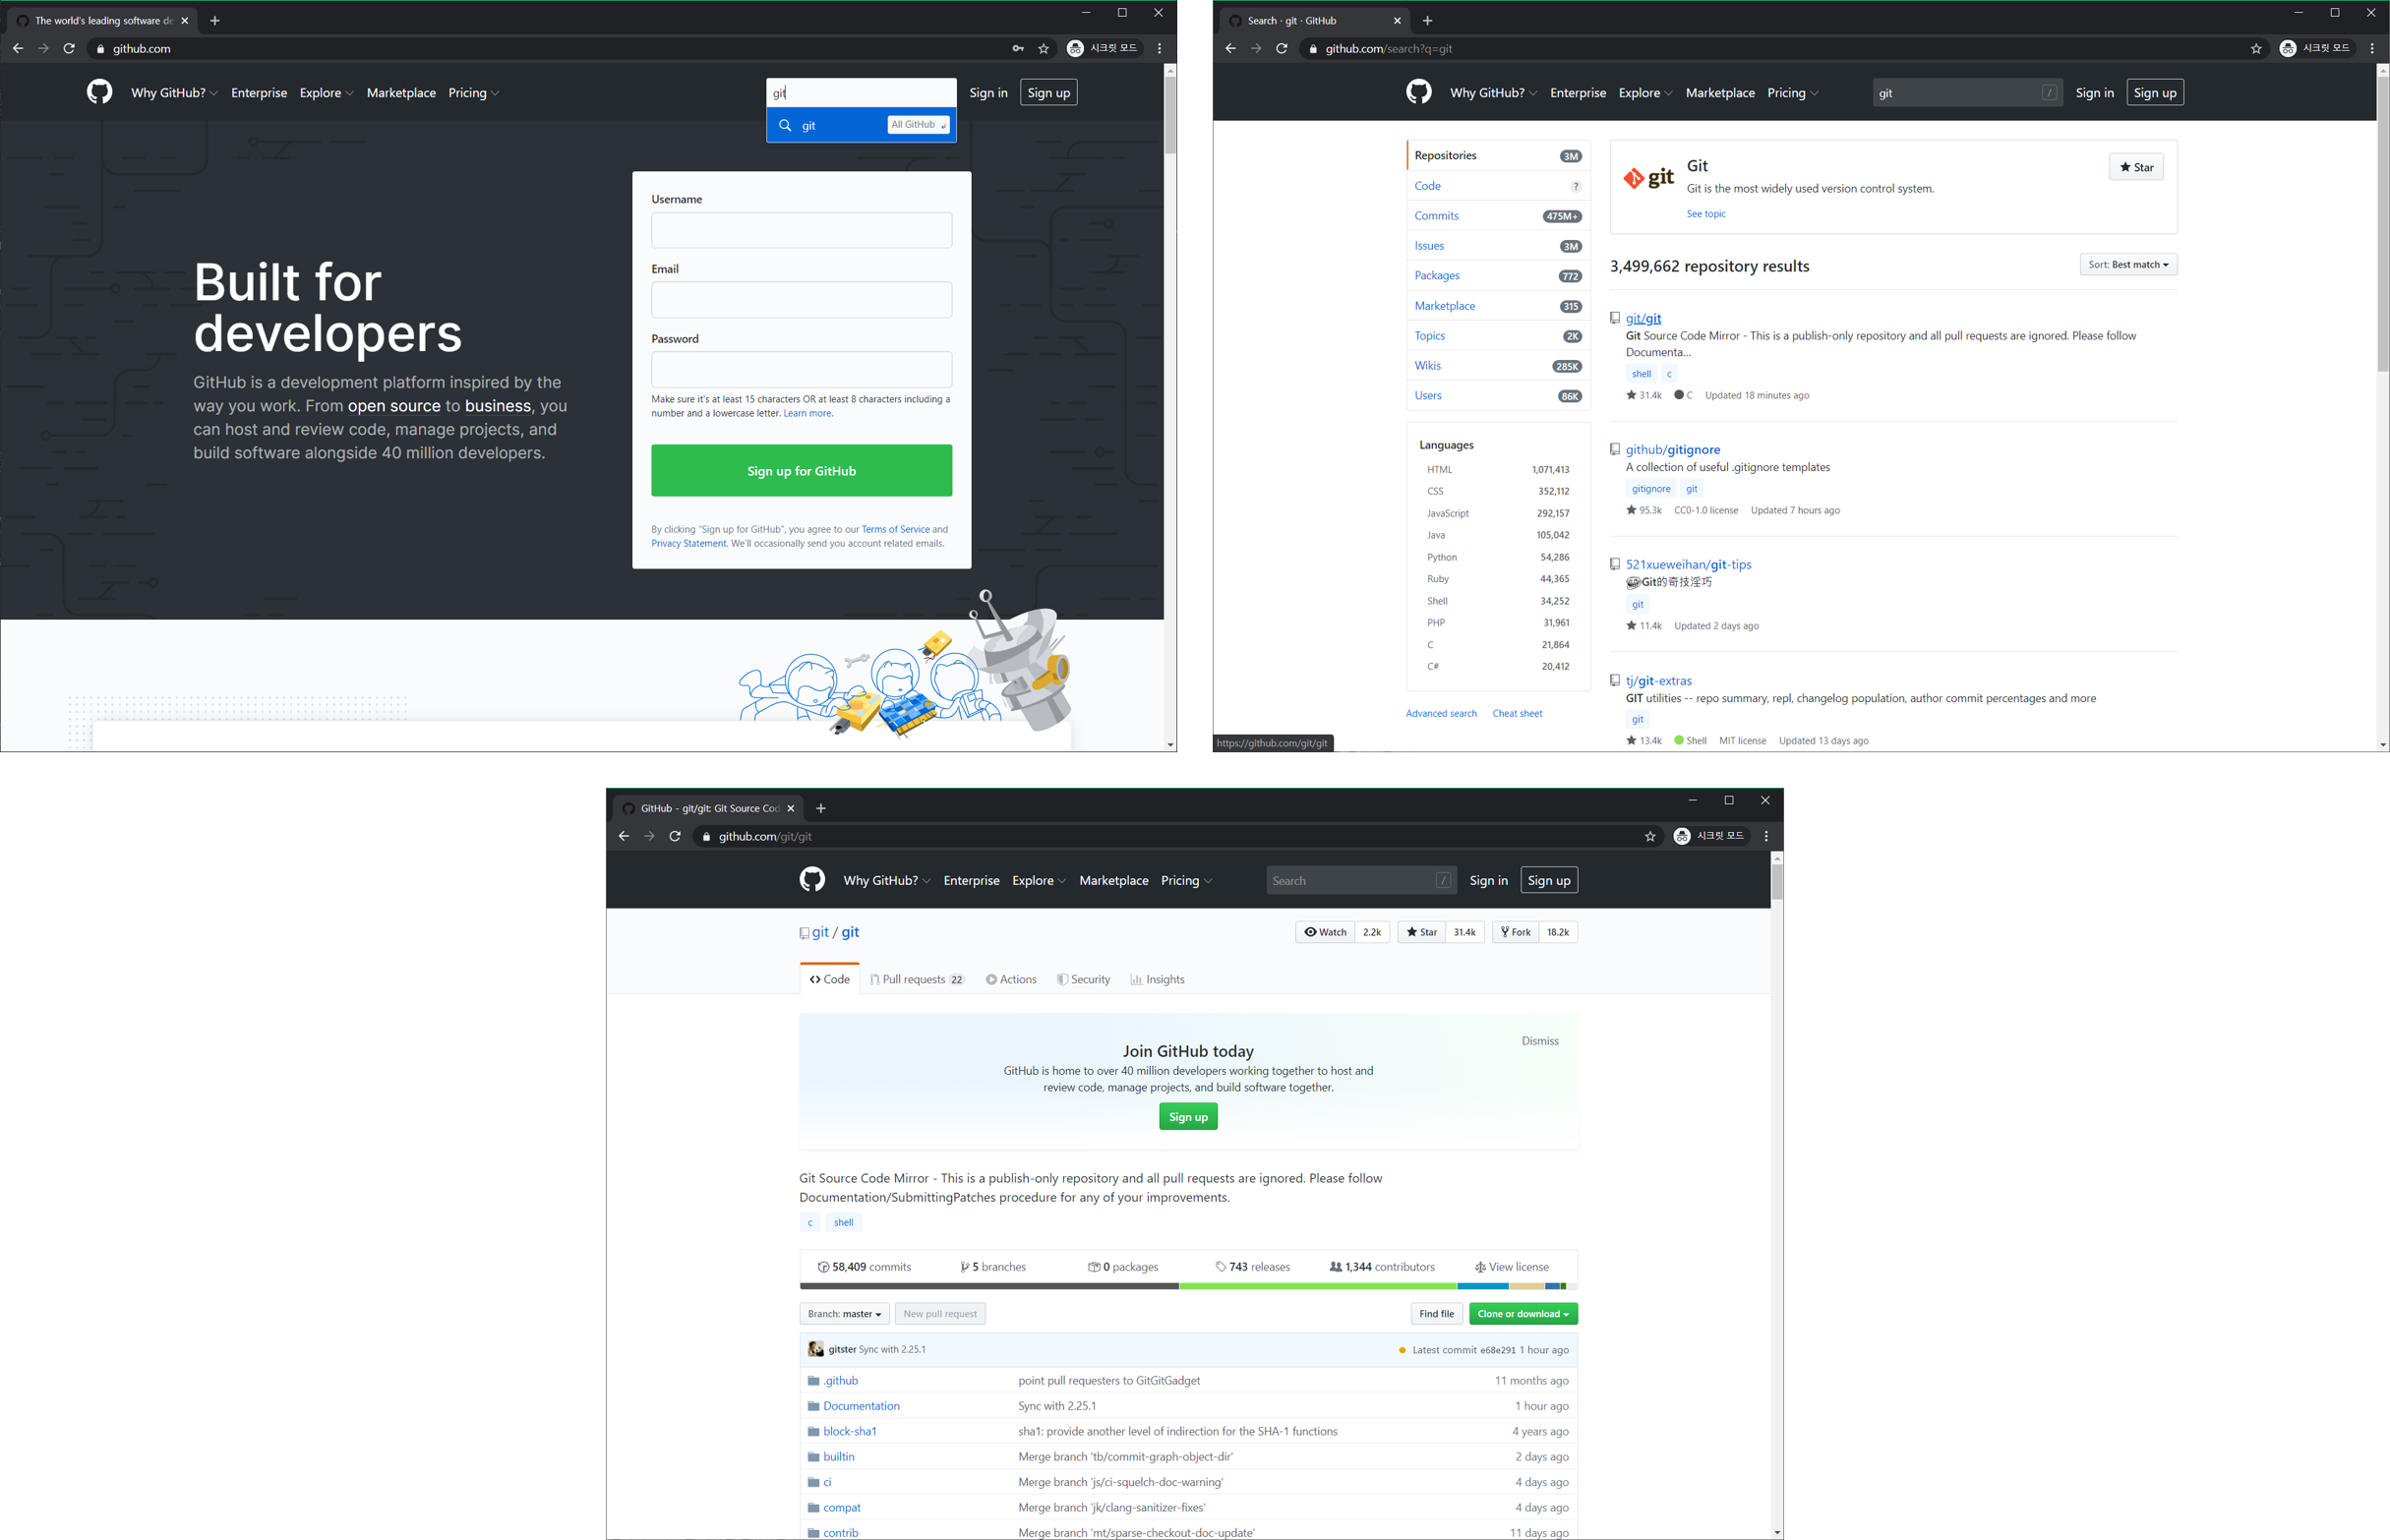 The world's leading software de
github.com
시크릿 모드
Why GitHub? Enterprise Explore Marketplace Pricing
git
Sign in Sign up
git All GitHub
Built for
developers
GitHub is a development platform inspired by the
way you work. From open source to business, you
can host and review code, manage projects, and
build software alongside 40 million developers.
Username
Email
Password
Make sure it's at least 15 characters OR at least 8 characters including a
number and a lowercase letter. Learn more.
Sign up for GitHub
By clicking "Sign up for GitHub", you agree to our Terms of Service and
Privacy Statement. We'll occasionally send you account related emails.
Search · git · GitHub
github.com/search?q=git
시크릿 모드
Why GitHub? Enterprise Explore Marketplace Pricing
git /
Sign in Sign up
Repositories 3M
Code ?
Commits 475M+
Issues 3M
Packages 772
Marketplace 315
Topics 2K
Wikis 285K
Users 86K
Languages
HTML 1,071,413
CSS 352,112
JavaScript 292,157
Java 105,042
Python 54,286
Ruby 44,365
Shell 34,252
PHP 31,961
C 21,864
C# 20,412
Advanced search Cheat sheet
https://github.com/git/git
git
Git
Git is the most widely used version control system.
See topic
Star
3,499,662 repository results
Sort: Best match
git/git
Git Source Code Mirror - This is a publish-only repository and all pull requests are ignored. Please follow
Documenta...
shell c
31.4k C Updated 18 minutes ago
github/gitignore
A collection of useful .gitignore templates
gitignore git
95.3k CC0-1.0 license Updated 7 hours ago
521xueweihan/git-tips
Git的奇技淫巧
git
11.4k Updated 2 days ago
tj/git-extras
GIT utilities -- repo summary, repl, changelog population, author commit percentages and more
git
13.4k Shell MIT license Updated 13 days ago
GitHub - git/git: Git Source Cod
github.com/git/git
시크릿 모드
Why GitHub? Enterprise Explore Marketplace Pricing
Search /
Sign in Sign up
git / git
Watch 2.2k Star 31.4k Fork 18.2k
Code Pull requests 22 Actions Security Insights
Join GitHub today
Dismiss
GitHub is home to over 40 million developers working together to host and
review code, manage projects, and build software together.
Sign up
Git Source Code Mirror - This is a publish-only repository and all pull requests are ignored. Please follow
Documentation/SubmittingPatches procedure for any of your improvements.
c shell
58,409 commits 5 branches 0 packages 743 releases 1,344 contributors View license
Branch: master New pull request Find file Clone or download
gitster Sync with 2.25.1 Latest commit e68e291 1 hour ago
.github point pull requesters to GitGitGadget 11 months ago
Documentation Sync with 2.25.1 1 hour ago
block-sha1 sha1: provide another level of indirection for the SHA-1 functions 4 years ago
builtin Merge branch 'tb/commit-graph-object-dir' 2 days ago
ci Merge branch 'js/ci-squelch-doc-warning' 4 days ago
compat Merge branch 'jk/clang-sanitizer-fixes' 4 days ago
contrib Merge branch 'mt/sparse-checkout-doc-update' 11 days ago